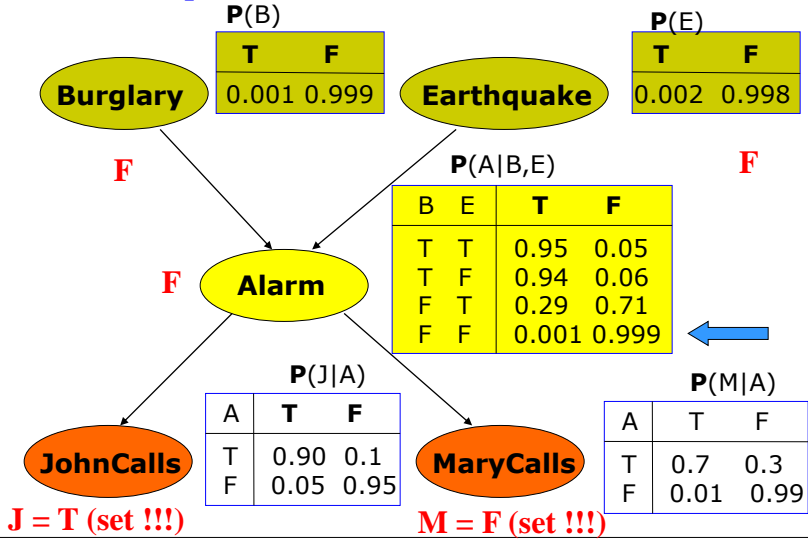 P(B)
T F
0.001 0.999
P(E)
T F
0.002 0.998
Burglary
Earthquake
F
F
P(A|B,E)
B E T F
T T 0.95 0.05
T F 0.94 0.06
F T 0.29 0.71
F F 0.001 0.999
F
Alarm
P(J|A)
A T F
T 0.90 0.1
F 0.05 0.95
P(M|A)
A T F
T 0.7 0.3
F 0.01 0.99
JohnCalls
MaryCalls
J = T (set !!!)
M = F (set !!!)